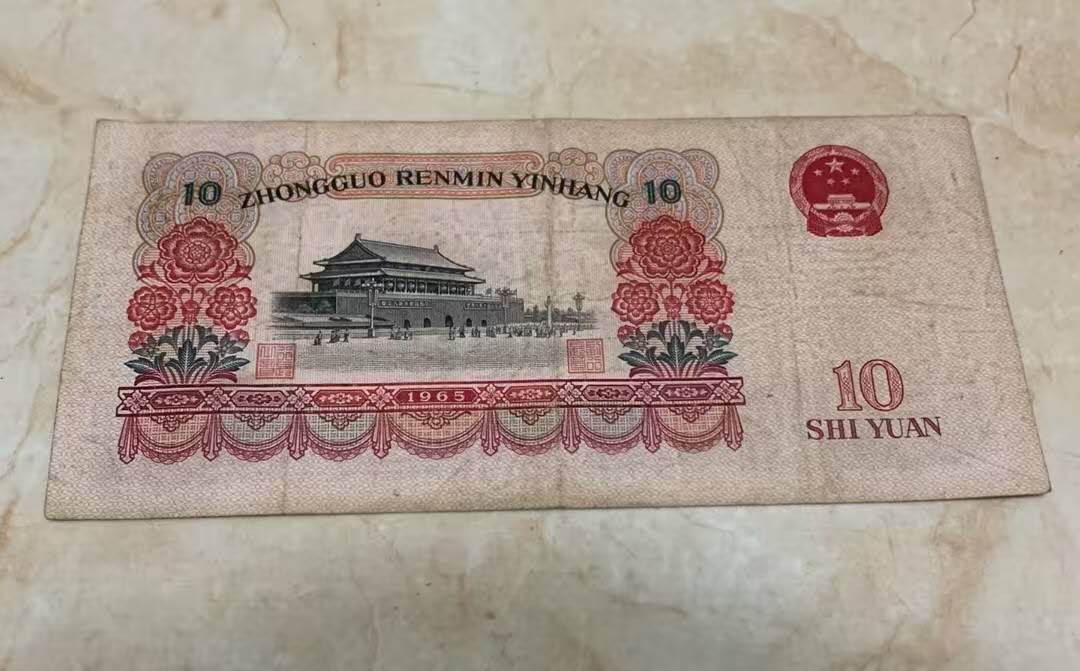 10 ZHONGGUO RENMIN YINHANG 10
1965
10
SHI YUAN